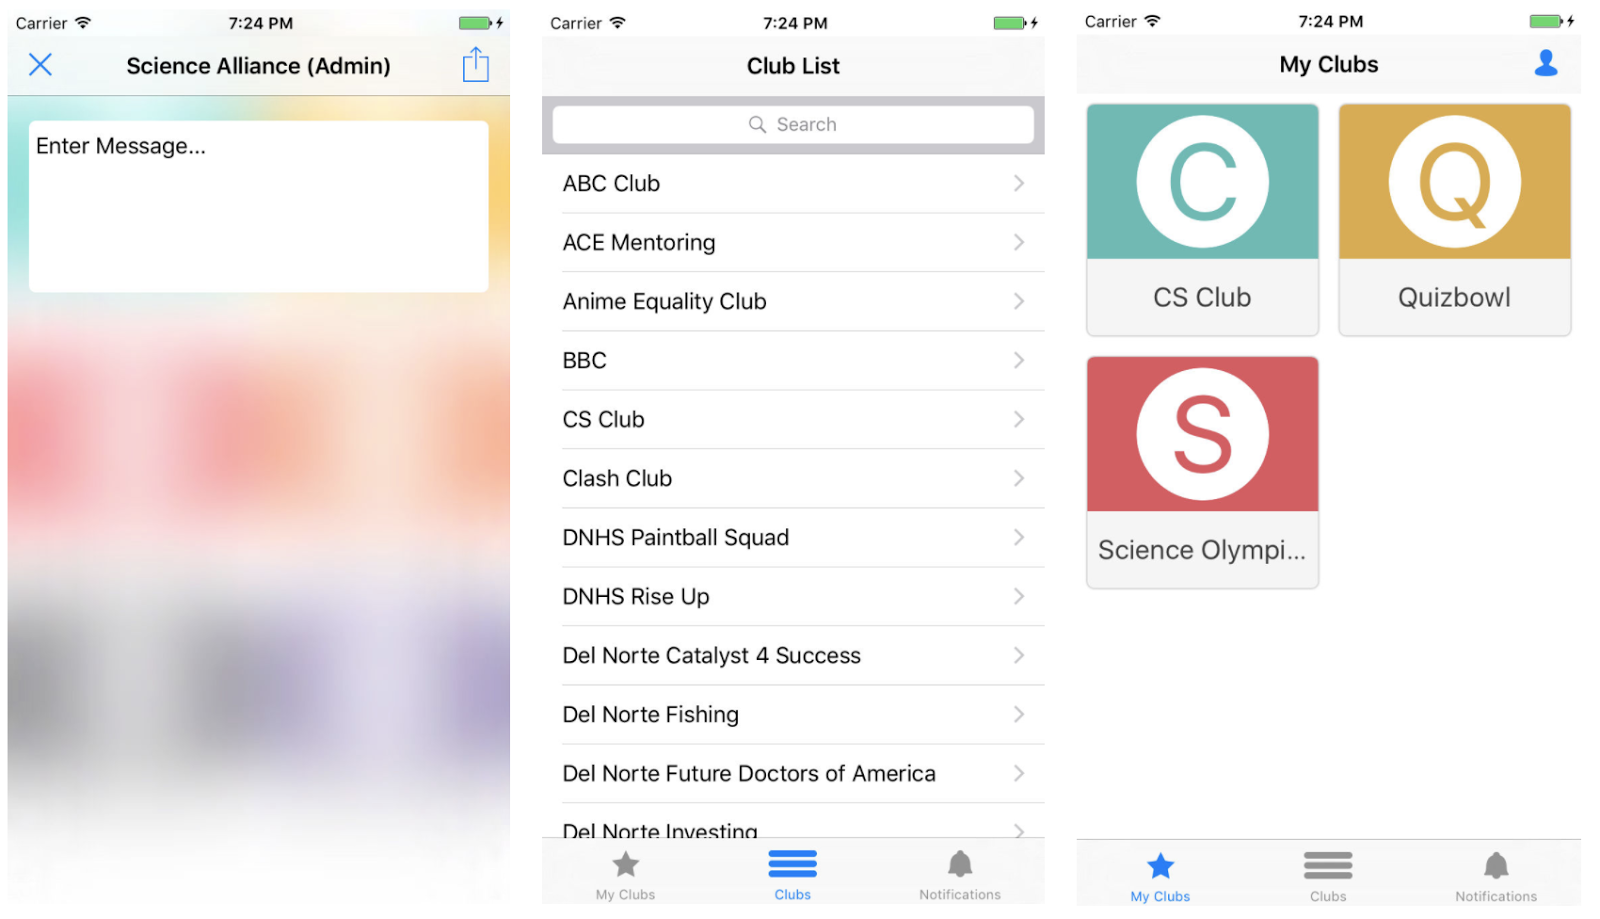 Carrier 7:24 PM
Science Alliance (Admin)
Enter Message...
Carrier 7:24 PM
Club List
Search
ABC Club
ACE Mentoring
Anime Equality Club
BBC
CS Club
Clash Club
DNHS Paintball Squad
DNHS Rise Up
Del Norte Catalyst 4 Success
Del Norte Fishing
Del Norte Future Doctors of America
Del Norte Investing
My Clubs Clubs Notifications
Carrier 7:24 PM
My Clubs
C Q
CS Club Quizbowl
S
Science Olympi...
My Clubs Clubs Notifications